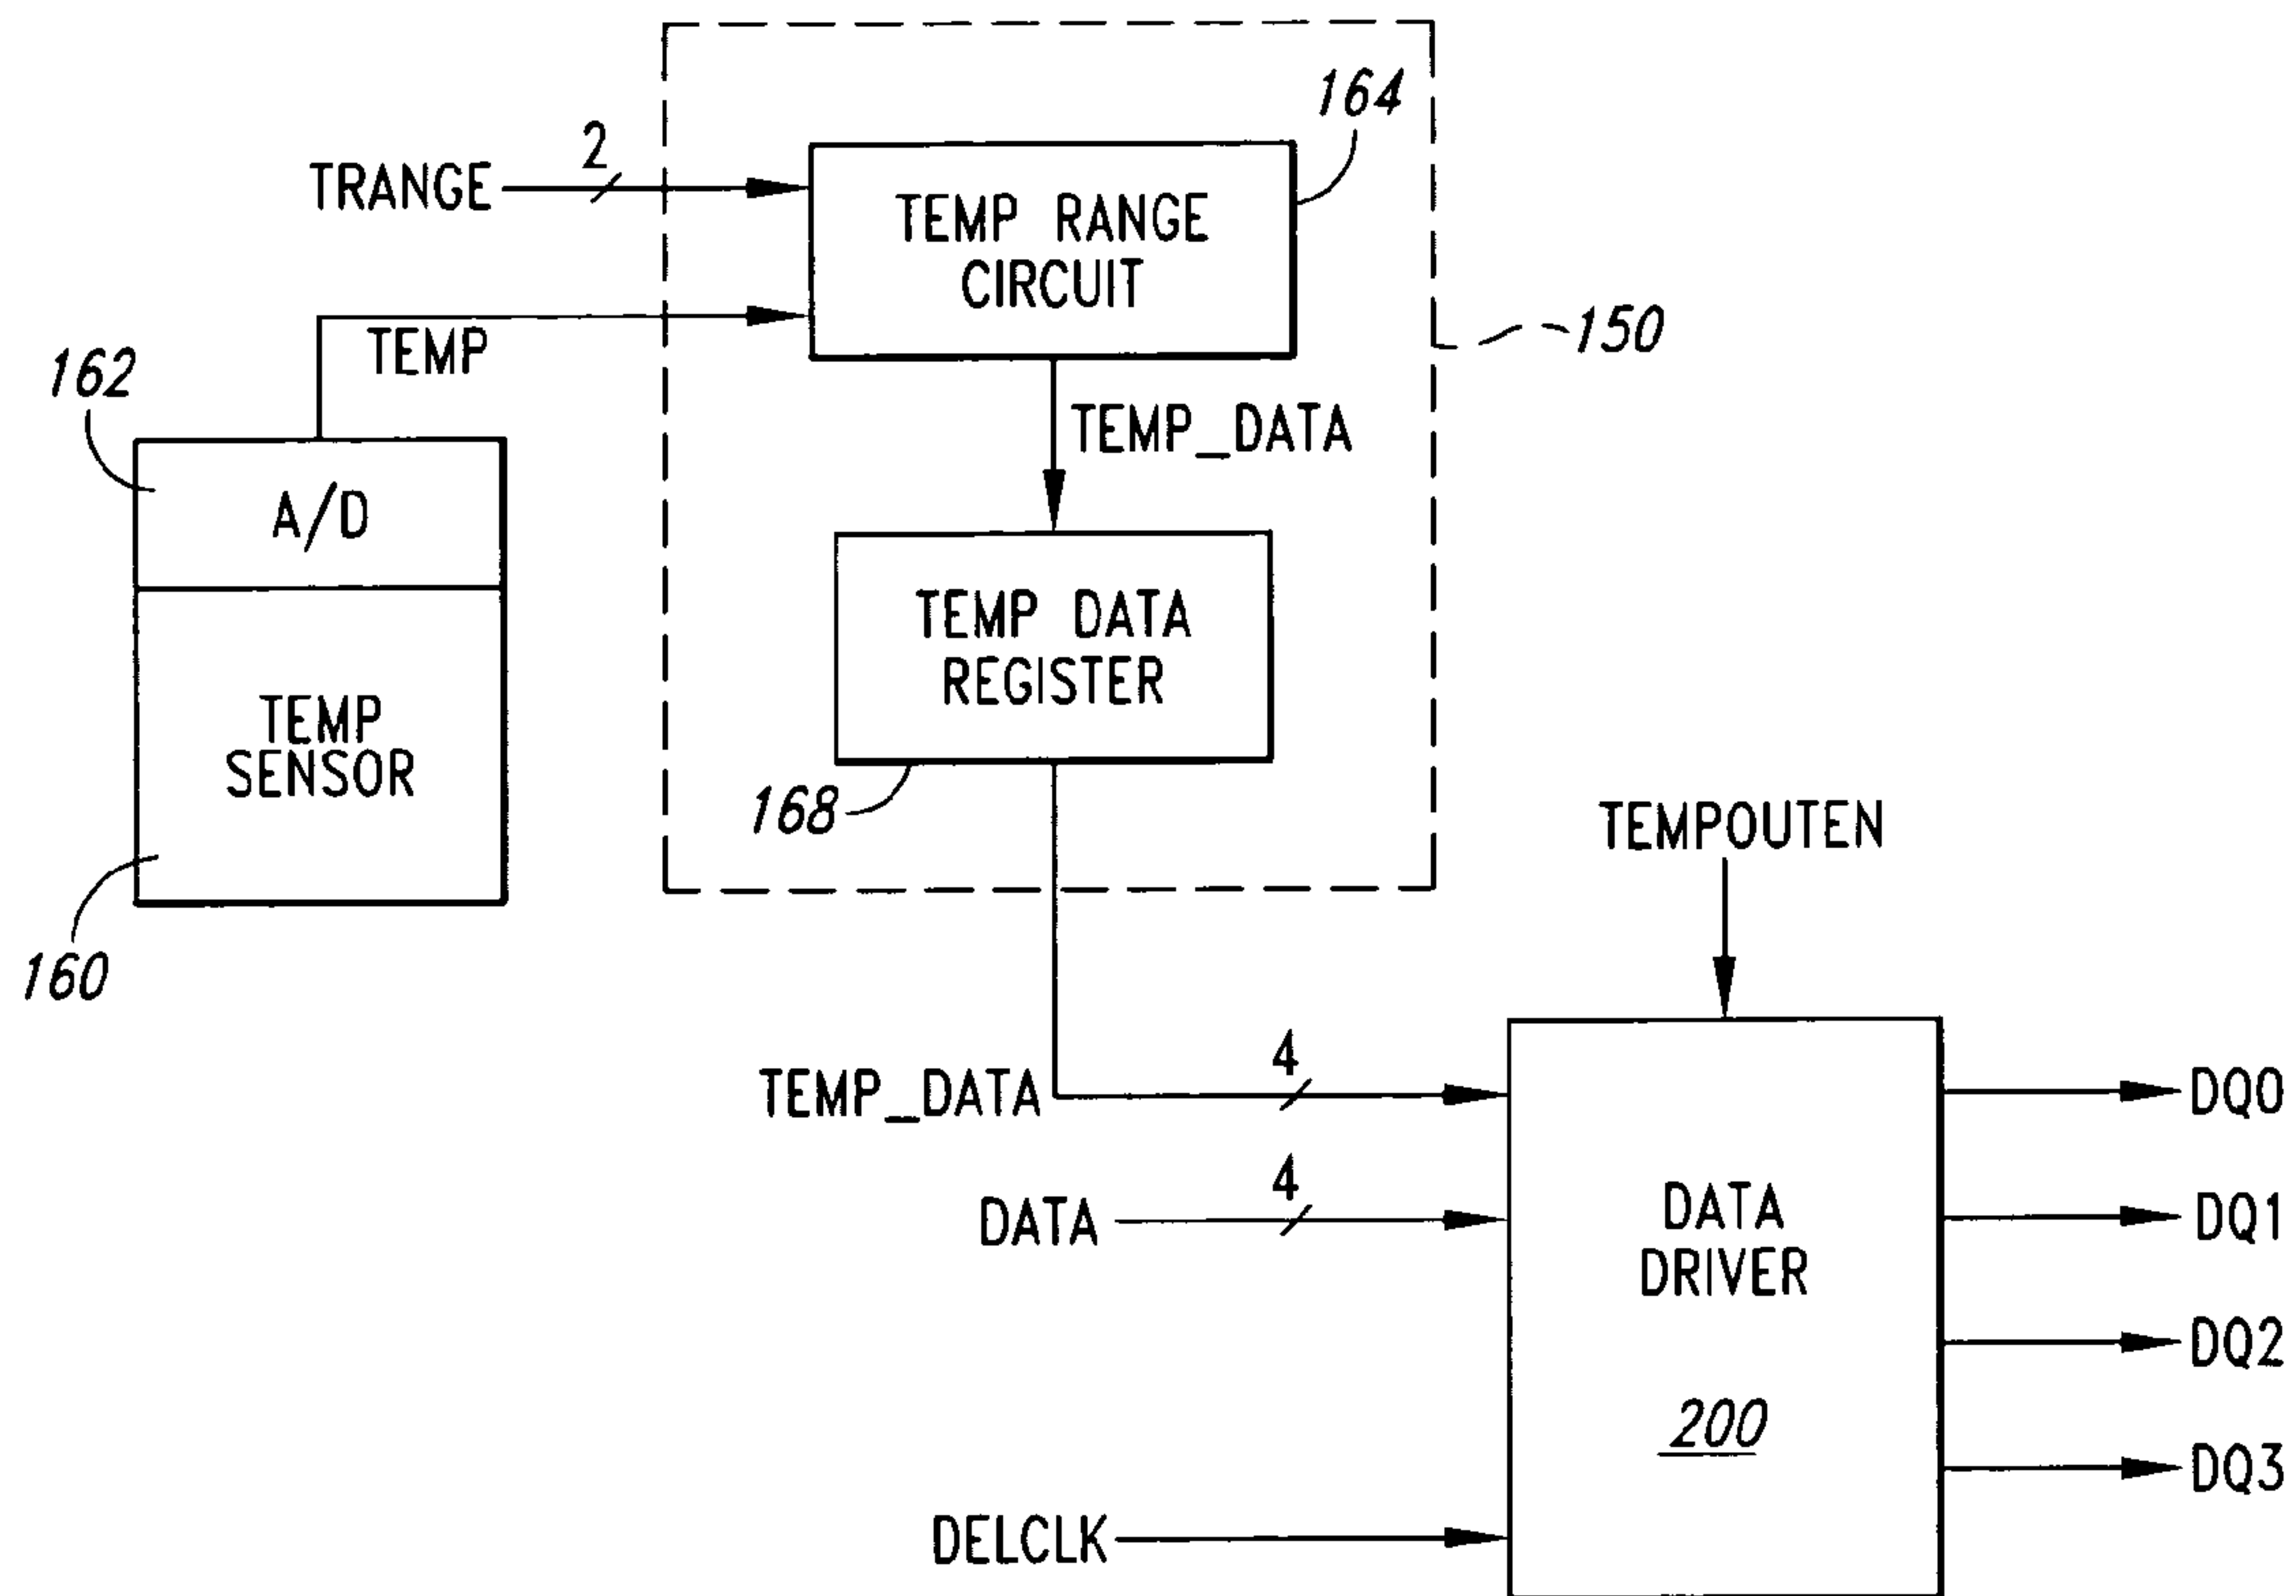 164
2
TRANGE
TEMP RANGE
CIRCUIT
150
TEMP
162
TEMP_DATA
A/D
TEMP DATA
REGISTER
TEMP
SENSOR
168
TEMPOUTEN
160
4
TEMP_DATA
DQ0
4
DATA
DATA
DRIVER
DQ1
DQ2
200
DQ3
DELCLK